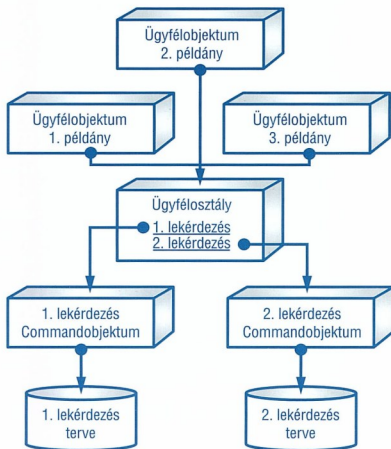 Ügyfélobjektum
2. példány
Ügyfélobjektum
1. példány
Ügyfélobjektum
3. példány
Ügyfélosztály
1. lekérdezés
2. lekérdezés
1. lekérdezés
Commandobjektum
2. lekérdezés
Commandobjektum
1. lekérdezés
terve
2. lekérdezés
terve